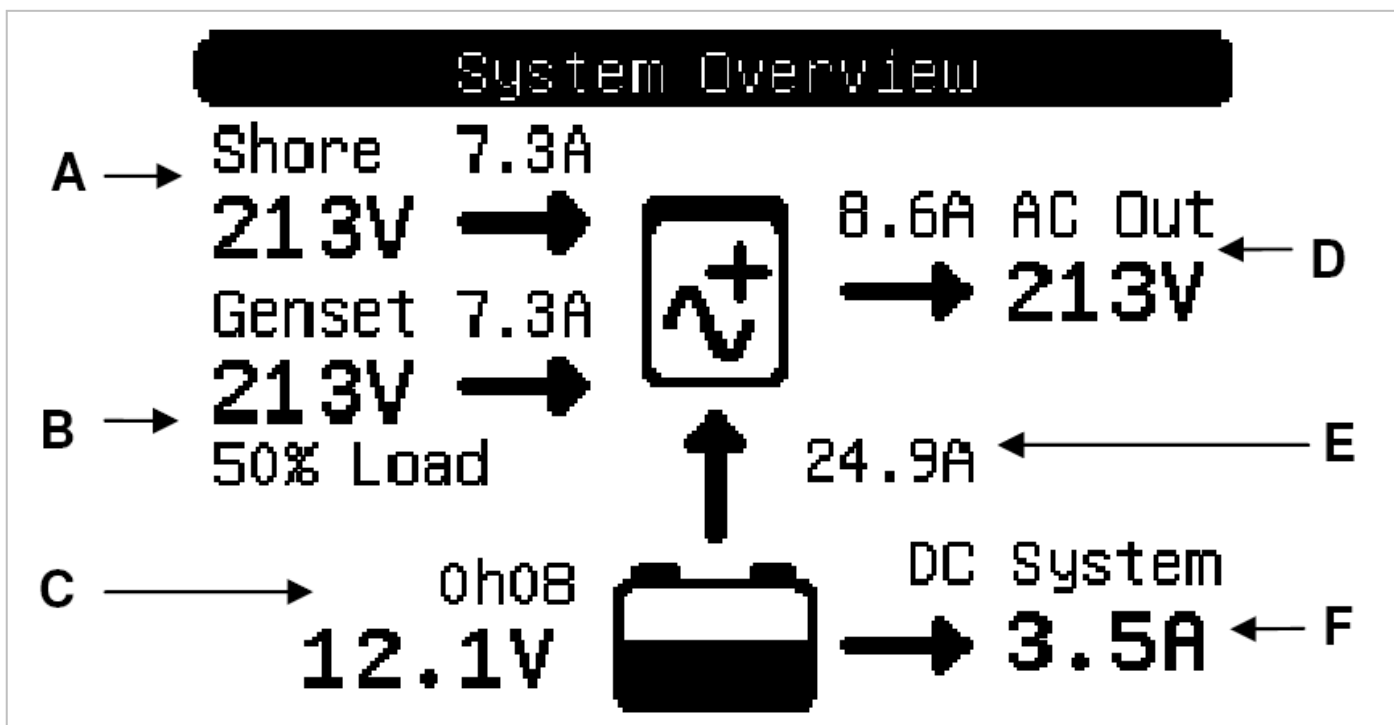 System Overview
A
Shore 7.3A
213V
8.6A AC Out
213V
D
Genset 7.3A
B
213V
50% Load
24.9A
E
C
0h08
12.1V
DC System
3.5A
F